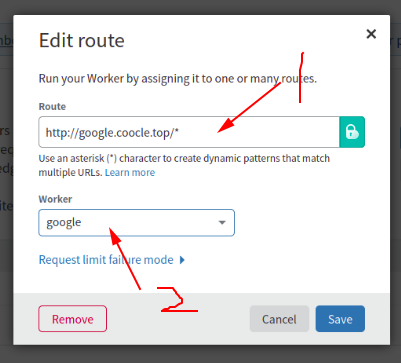 Edit route
×
Run your Worker by assigning it to one or many routes.
1
Route
http://google.coocle.top/*
Use an asterisk (*) character to create dynamic patterns that match
multiple URLs. Learn more
Worker
google
Request limit failure mode
2
Remove
Cancel
Save